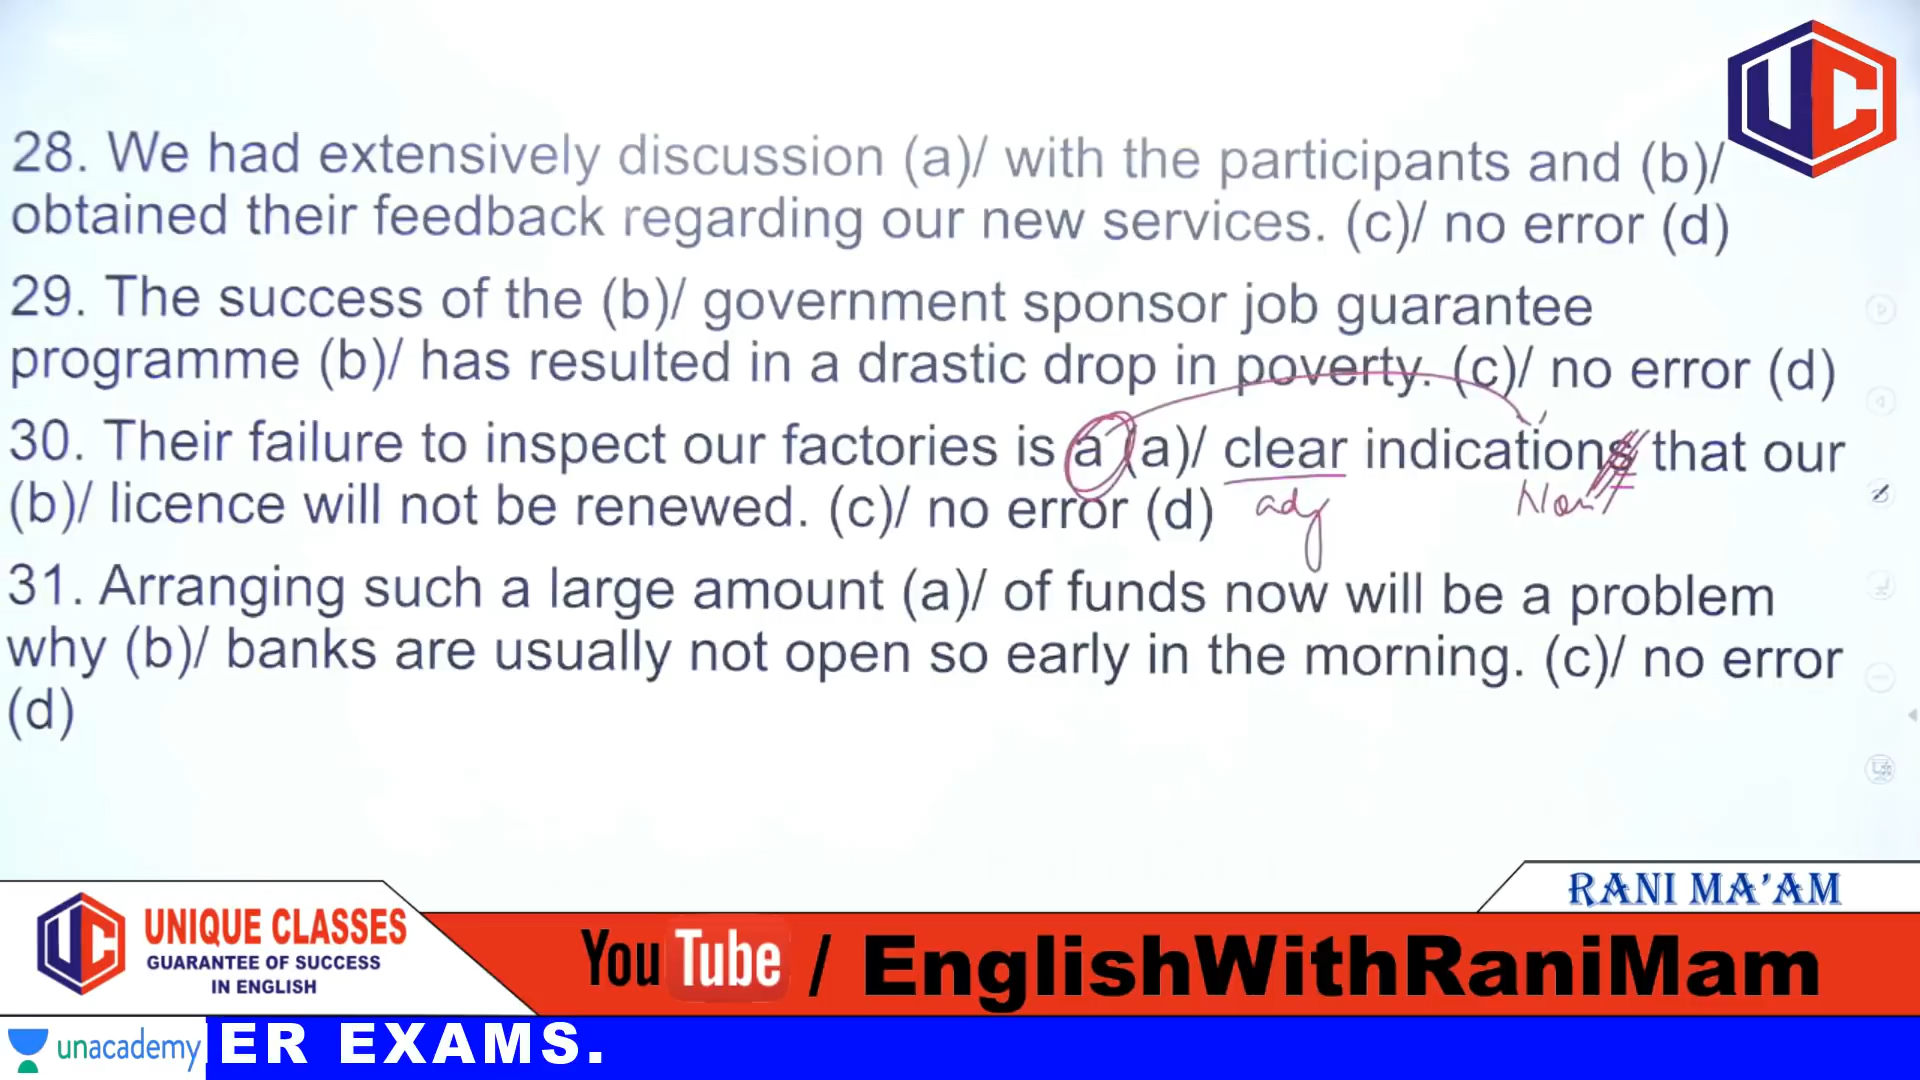 28. We had extensively discussion (a)/ with the participants and (b)/
obtained their feedback regarding our new services. (c)/ no error (d)
29. The success of the (b)/ government sponsor job guarantee
programme (b)/ has resulted in a drastic drop in poverty. (c)/ no error (d)
30. Their failure to inspect our factories is a (a)/ clear indications that our
(b)/ licence will not be renewed. (c)/ no error (d)
adj
31. Arranging such a large amount (a)/ of funds now will be a problem
why (b)/ banks are usually not open so early in the morning. (c)/ no error
(d)
UC
RANI MA'AM
UC UNIQUE CLASSES
GUARANTEE OF SUCCESS
IN ENGLISH
YouTube / EnglishWithRaniMam
unacademy ER EXAMS.